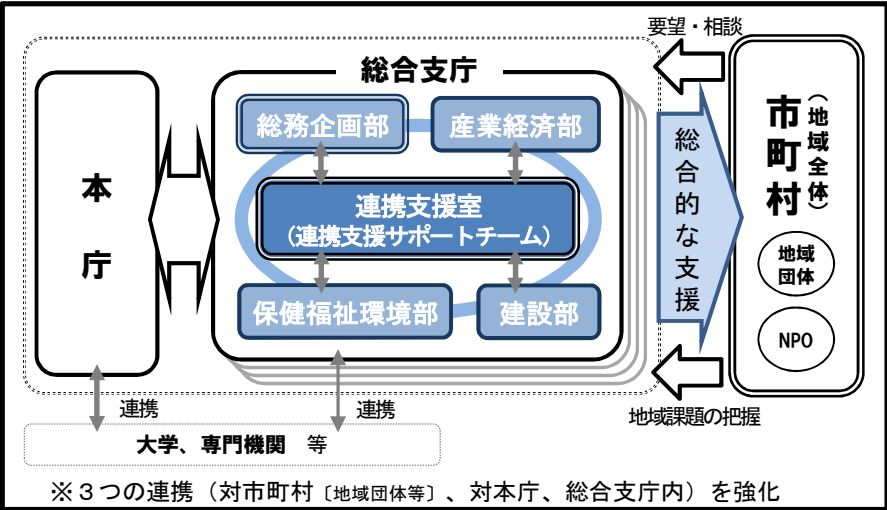 要望・相談
総合支庁
本庁
総務企画部
産業経済部
連携支援室
（連携支援サポートチーム）
保健福祉環境部
建設部
総合的な支援
市町村
（地域全体）
地域
団体
NPO
連携
連携
地域課題の把握
大学、専門機関 等
※３つの連携（対市町村〔地域団体等〕、対本庁、総合支庁内）を強化